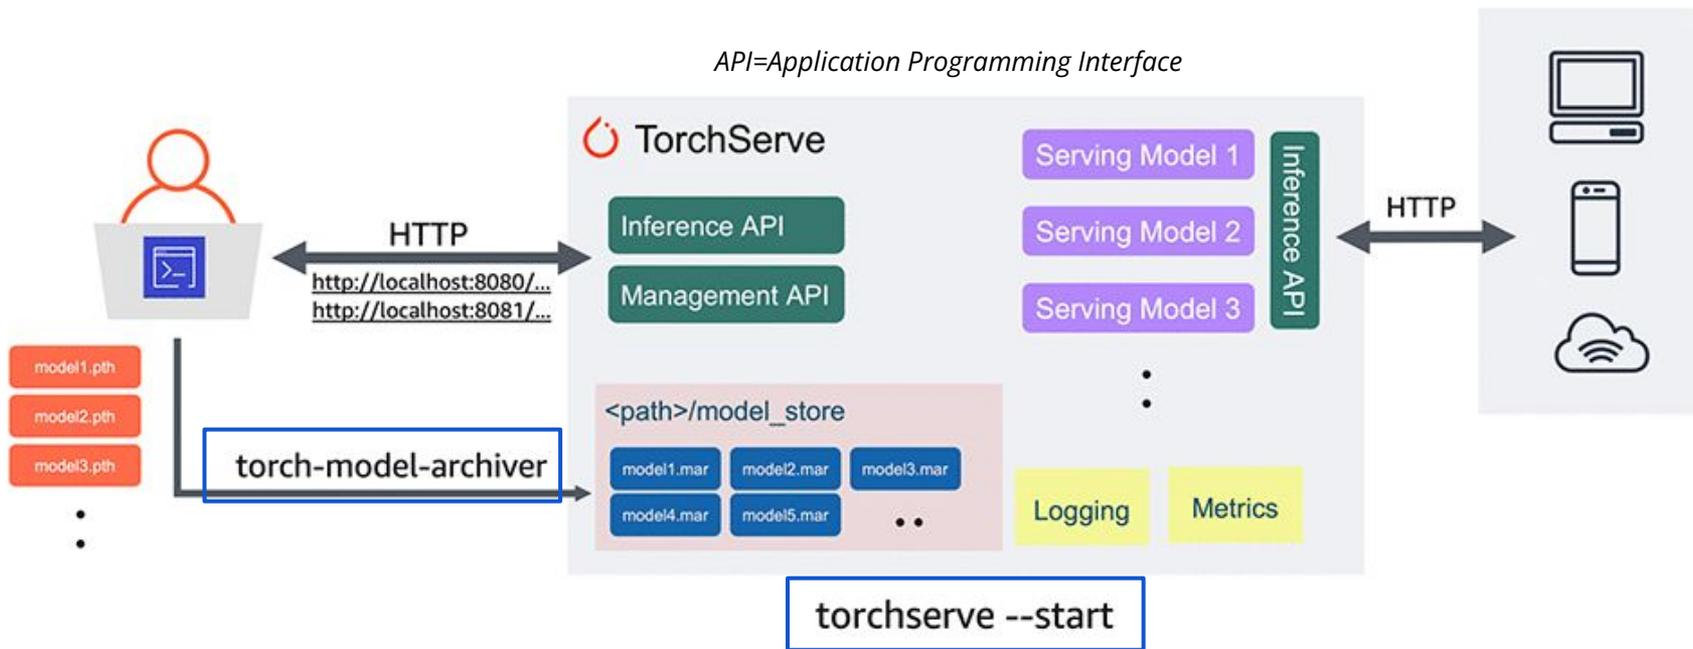 API=Application Programming Interface
TorchServe
Inference API
Management API
HTTP
http://localhost:8080/...
http://localhost:8081/...
model1.pth
model2.pth
model3.pth
torch-model-archiver
<path>/model_store
model1.mar
model2.mar
model3.mar
model4.mar
model5.mar
Serving Model 1
Serving Model 2
Serving Model 3
Inference API
HTTP
Logging
Metrics
torchserve --start